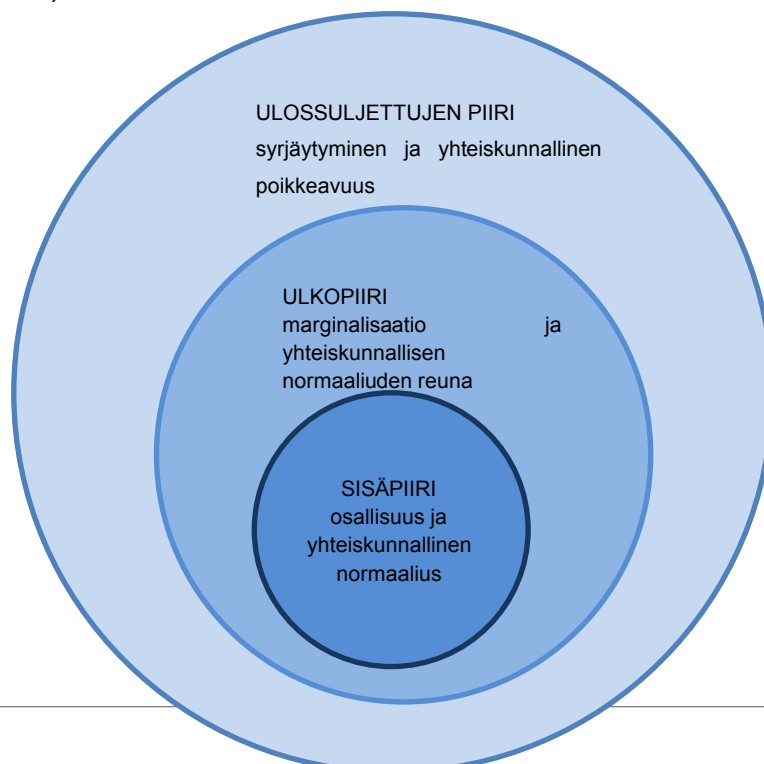 ULOSSULJETTUJEN PIIRI
syrjäytyminen ja yhteiskunnallinen
poikkeavuus
ULKOPIIRI
marginalisaatio ja
yhteiskunnallisen
normaaliuden reuna
SISÄPIIRI
osallisuus ja
yhteiskunnallinen
normaalius